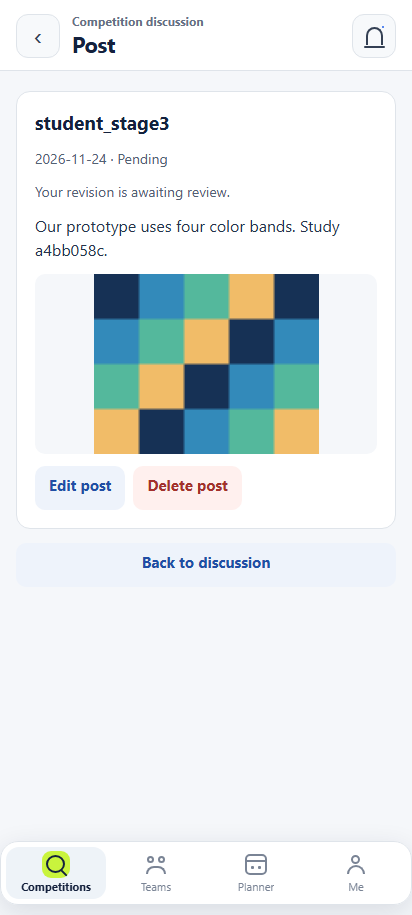 Competition discussion
Post
student_stage3
2026-11-24 · Pending
Your revision is awaiting review.
Our prototype uses four color bands. Study
a4bb058c.
Edit post
Delete post
Back to discussion
Competitions
Teams
Planner
Me